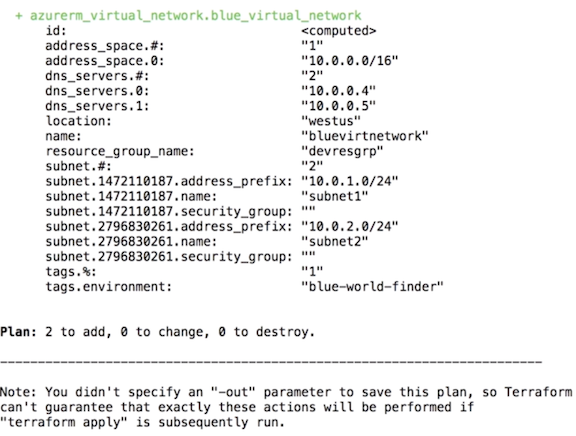 + azurerm_virtual_network.blue_virtual_network
id: <computed>
address_space.#: "1"
address_space.0: "10.0.0.0/16"
dns_servers.#: "2"
dns_servers.0: "10.0.0.4"
dns_servers.1: "10.0.0.5"
location: "westus"
name: "bluevirtnetwork"
resource_group_name: "devresgrp"
subnet.#: "2"
subnet.1472110187.address_prefix: "10.0.1.0/24"
subnet.1472110187.name: "subnet1"
subnet.1472110187.security_group: ""
subnet.2796830261.address_prefix: "10.0.2.0/24"
subnet.2796830261.name: "subnet2"
subnet.2796830261.security_group: ""
tags.%: "1"
tags.environment: "blue-world-finder"
Plan: 2 to add, 0 to change, 0 to destroy.
------------------------------------------------------------------------
Note: You didn't specify an "-out" parameter to save this plan, so Terraform
can't guarantee that exactly these actions will be performed if
"terraform apply" is subsequently run.